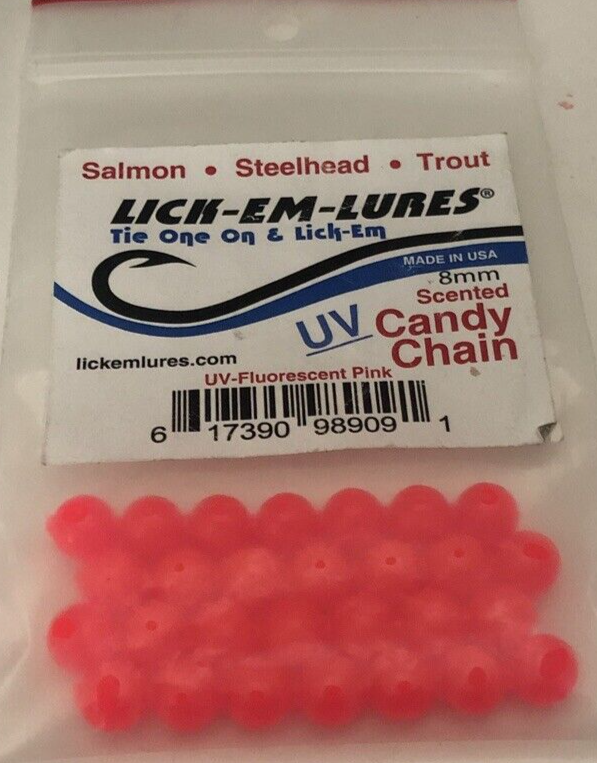 Salmon • Steelhead • Trout
LICK-EM-LURES®
Tie One On & Lick-Em
MADE IN USA
8mm
Scented
UV Candy
Chain
lickemlures.com
UV-Fluorescent Pink
6 17390 98909 1